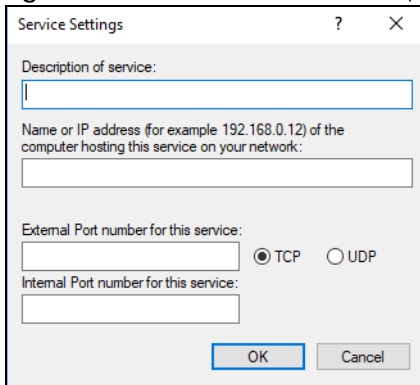 Service Settings ? ×
Description of service:
Name or IP address (for example 192.168.0.12) of the
computer hosting this service on your network:
External Port number for this service:
TCP UDP
Internal Port number for this service:
OK Cancel